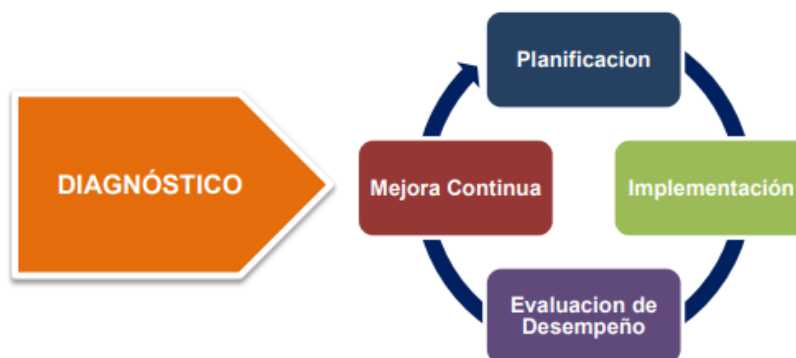 DIAGNÓSTICO
Planificacion
Mejora Continua
Implementación
Evaluacion de
Desempeño